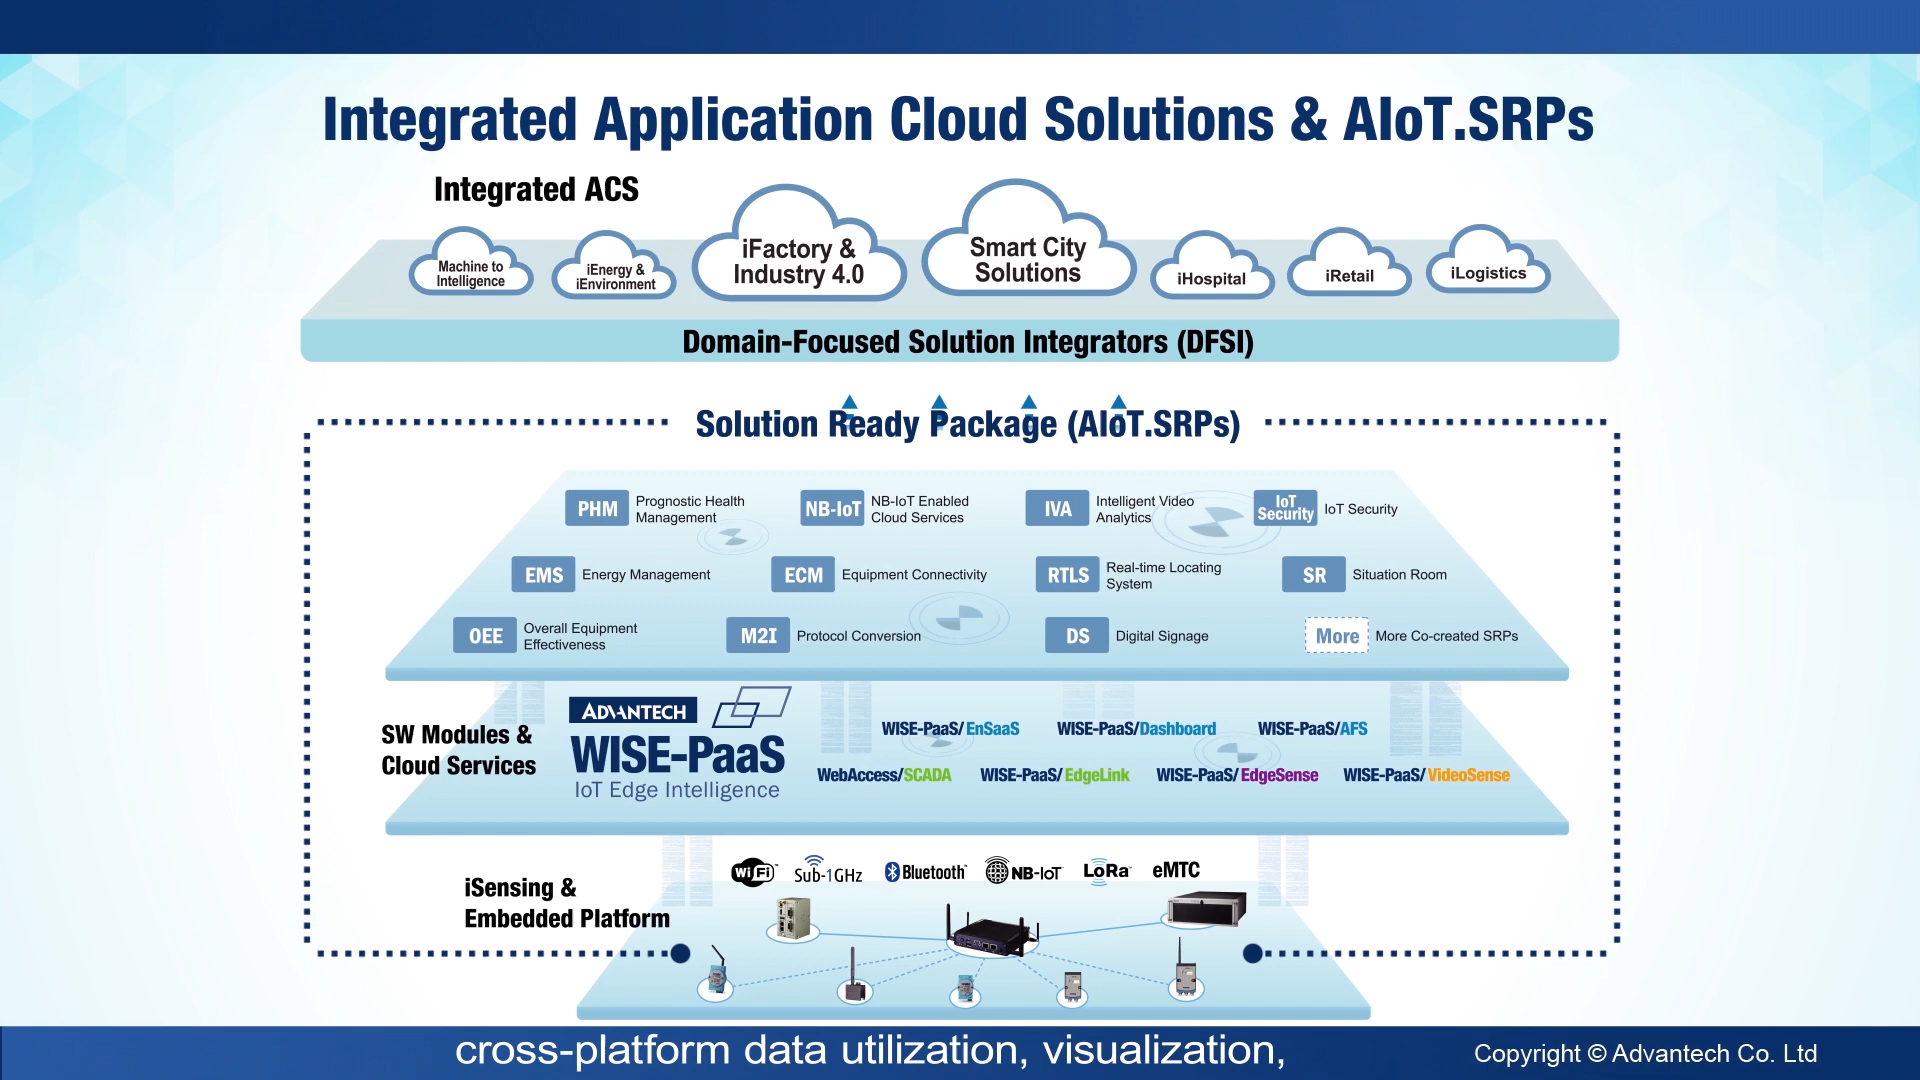 Integrated Application Cloud Solutions & AIoT.SRPs
Integrated ACS
Machine to
Intelligence
iEnergy &
iEnvironment
iFactory &
Industry 4.0
Smart City
Solutions
iHospital
iRetail
iLogistics
Domain-Focused Solution Integrators (DFSI)
Solution Ready Package (AIoT.SRPs)
PHM
Prognostic Health
Management
NB-IoT
NB-IoT Enabled
Cloud Services
IVA
Intelligent Video
Analytics
IoT
Security
IoT Security
EMS
Energy Management
ECM
Equipment Connectivity
RTLS
Real-time Locating
System
SR
Situation Room
OEE
Overall Equipment
Effectiveness
M2I
Protocol Conversion
DS
Digital Signage
More
More Co-created SRPs
SW Modules &
Cloud Services
ADVANTECH
WISE-PaaS
IoT Edge Intelligence
WISE-PaaS/EnSaaS
WISE-PaaS/Dashboard
WISE-PaaS/AFS
WebAccess/SCADA
WISE-PaaS/EdgeLink
WISE-PaaS/EdgeSense
WISE-PaaS/VideoSense
iSensing &
Embedded Platform
WiFi
Sub-1GHz
Bluetooth
NB-IoT
LoRa
eMTC
cross-platform data utilization, visualization,
Copyright © Advantech Co. Ltd